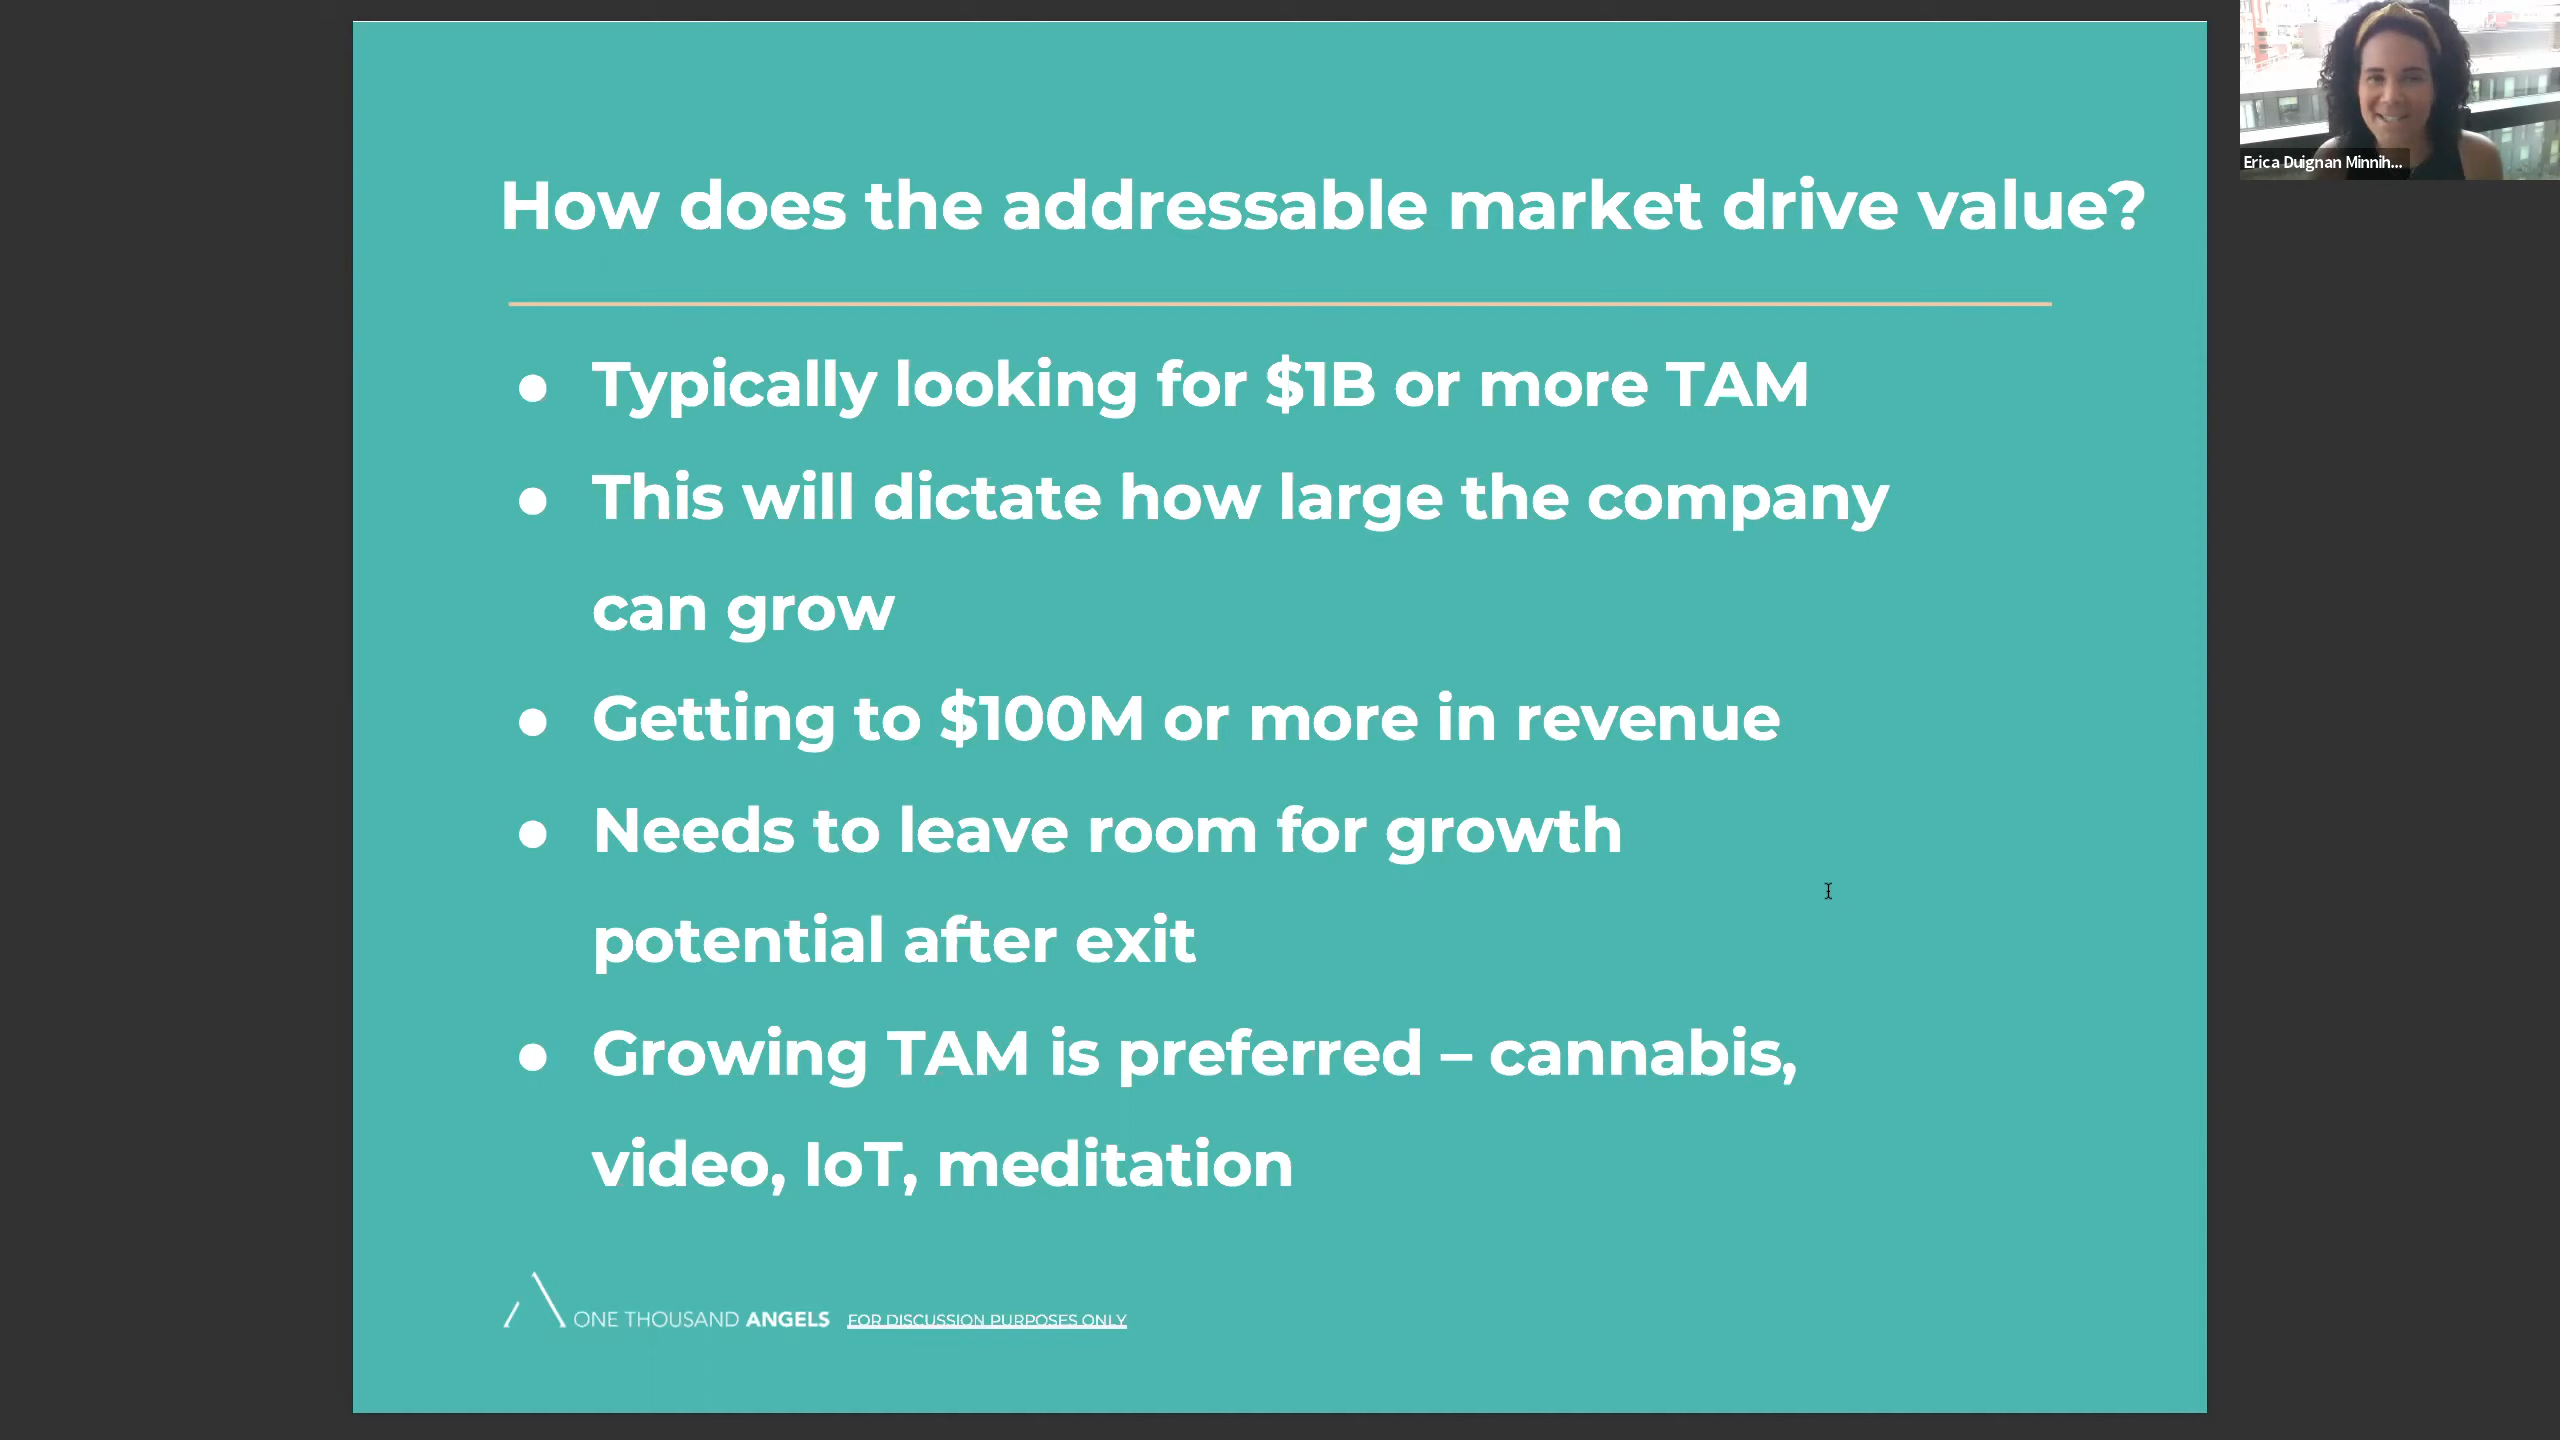 How does the addressable market drive value?
● Typically looking for $1B or more TAM
● This will dictate how large the company
can grow
● Getting to $100M or more in revenue
● Needs to leave room for growth
potential after exit
● Growing TAM is preferred – cannabis,
video, IoT, meditation
ONE THOUSAND ANGELS FOR DISCUSSION PURPOSES ONLY
Erica Duignan Minnih...